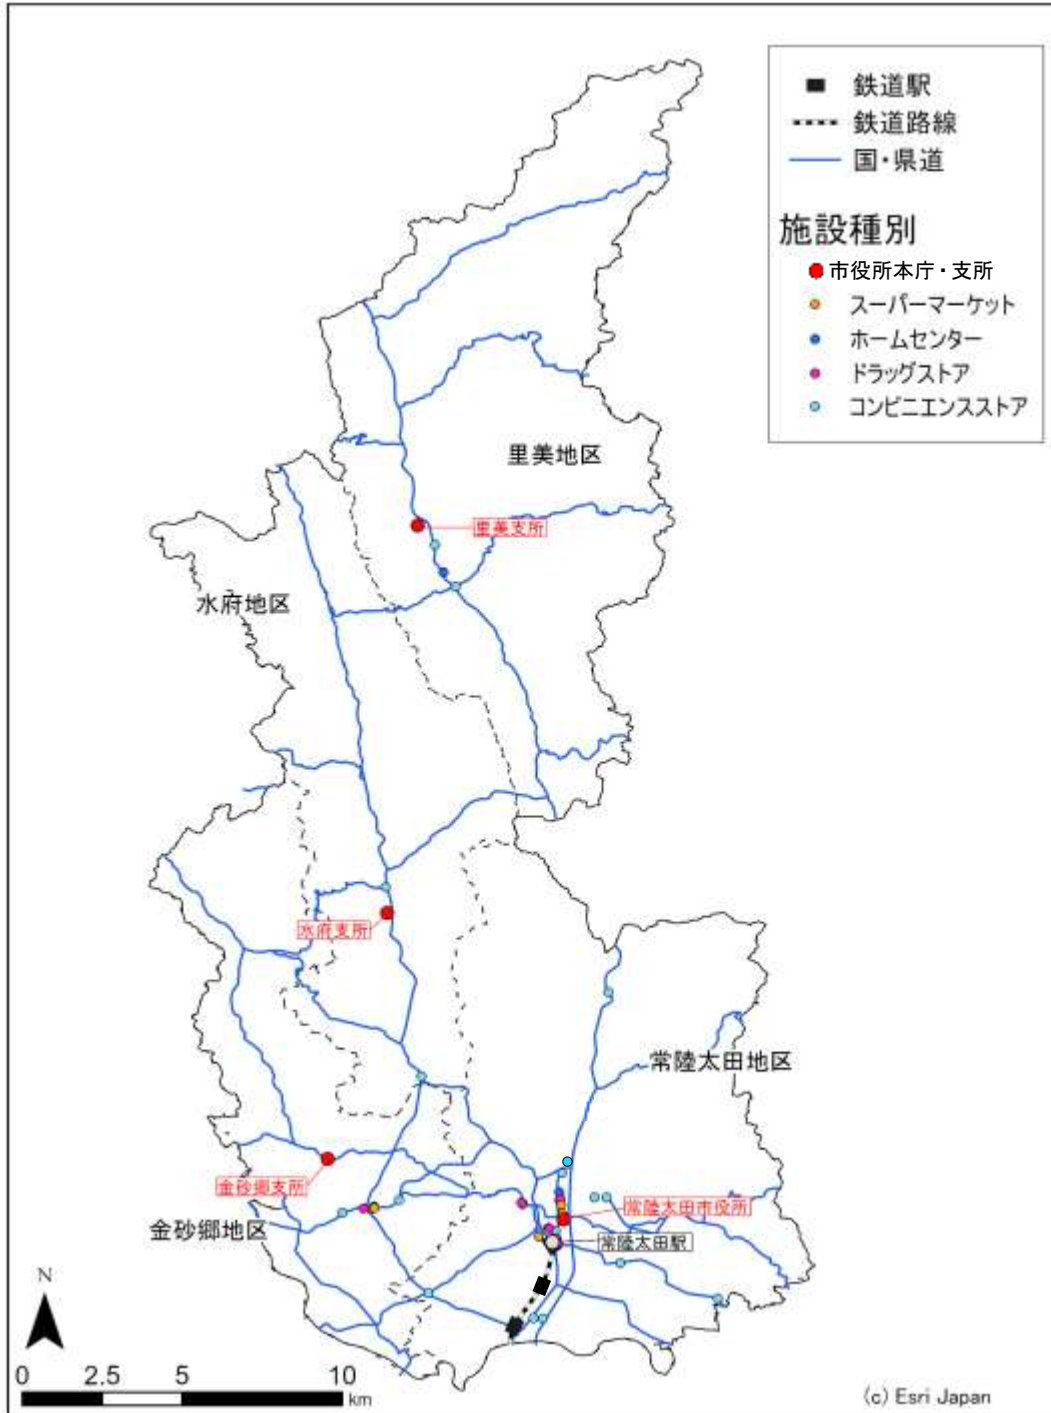 鉄道駅
鉄道路線
国・県道
施設種別
市役所本庁・支所
スーパーマーケット
ホームセンター
ドラッグストア
コンビニエンスストア
里美地区
里美支所
水府地区
水府支所
常陸太田地区
金砂郷支所
常陸太田市役所
金砂郷地区
常陸太田駅
N
0 2.5 5 10
km
(c) Esri Japan